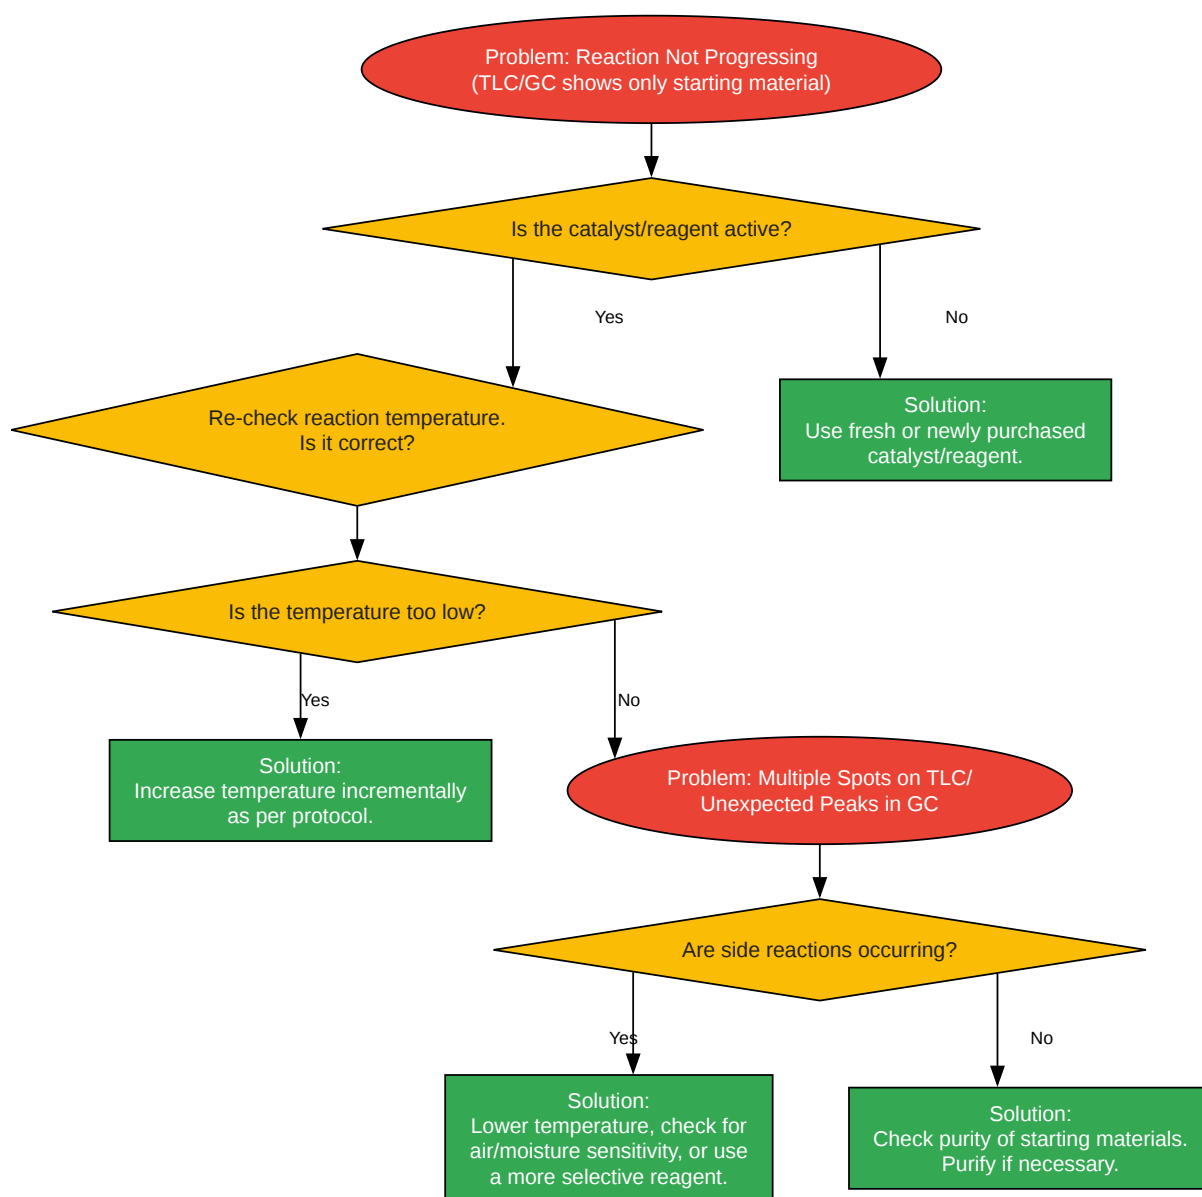 Problem: Reaction Not Progressing
(TLC/GC shows only starting material)
Is the catalyst/reagent active?
Yes
No
Re-check reaction temperature.
Is it correct?
Solution:
Use fresh or newly purchased
catalyst/reagent.
Is the temperature too low?
Yes
No
Solution:
Increase temperature incrementally
as per protocol.
Problem: Multiple Spots on TLC/
Unexpected Peaks in GC
Are side reactions occurring?
Yes
No
Solution:
Lower temperature, check for
air/moisture sensitivity, or use
a more selective reagent.
Solution:
Check purity of starting materials.
Purify if necessary.